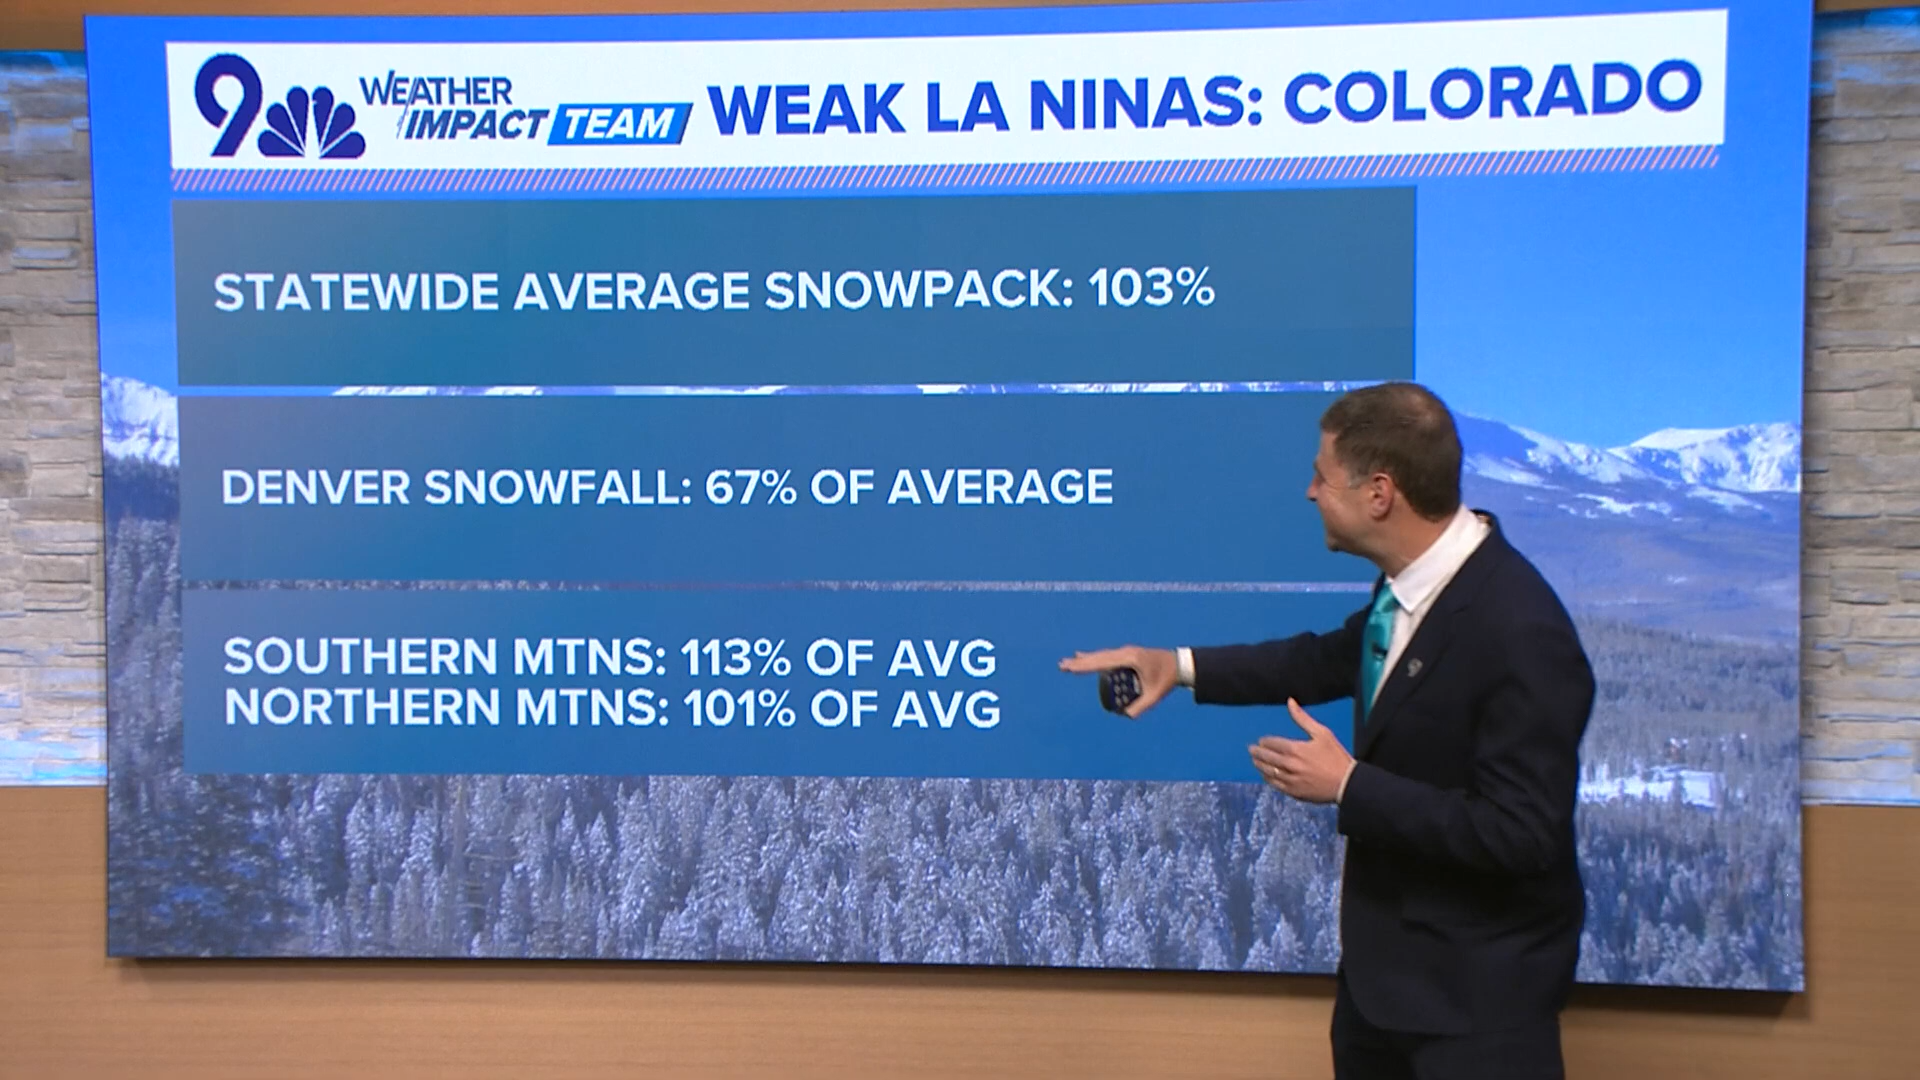 9 WEATHER IMPACT TEAM WEAK LA NINAS: COLORADO
STATEWIDE AVERAGE SNOWPACK: 103%
DENVER SNOWFALL: 67% OF AVERAGE
SOUTHERN MTNS: 113% OF AVG
NORTHERN MTNS: 101% OF AVG